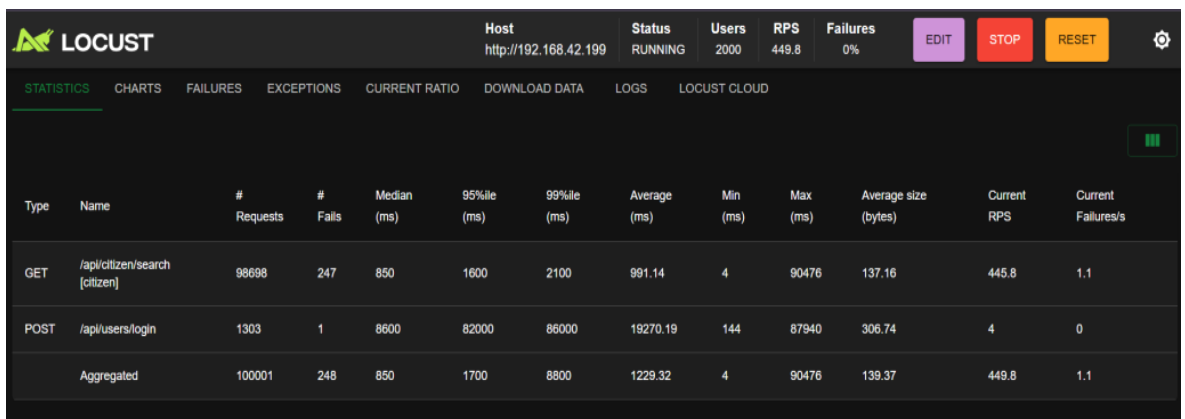 LOCUST
Host
http://192.168.42.199
Status
RUNNING
Users
2000
RPS
449.8
Failures
0%
EDIT
STOP
RESET
STATISTICS CHARTS FAILURES EXCEPTIONS CURRENT RATIO DOWNLOAD DATA LOGS LOCUST CLOUD
Type Name # Requests # Fails Median (ms) 95%ile (ms) 99%ile (ms) Average (ms) Min (ms) Max (ms) Average size (bytes) Current RPS Current Failures/s
GET /api/citizen/search [citizen] 98698 247 850 1600 2100 991.14 4 90476 137.16 445.8 1.1
POST /api/users/login 1303 1 8600 82000 86000 19270.19 144 87940 306.74 4 0
Aggregated 100001 248 850 1700 8800 1229.32 4 90476 139.37 449.8 1.1